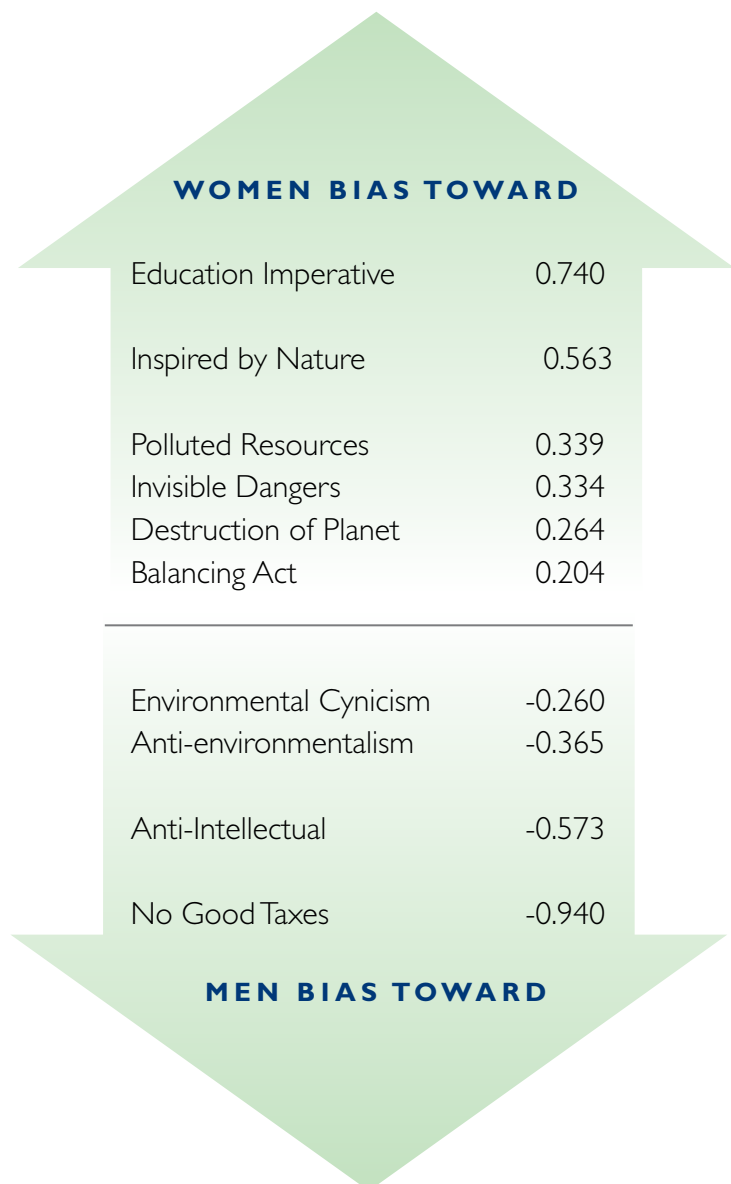 WOMEN BIAS TOWARD
Education Imperative 0.740
Inspired by Nature 0.563
Polluted Resources 0.339
Invisible Dangers 0.334
Destruction of Planet 0.264
Balancing Act 0.204
Environmental Cynicism -0.260
Anti-environmentalism -0.365
Anti-Intellectual -0.573
No Good Taxes -0.940
MEN BIAS TOWARD